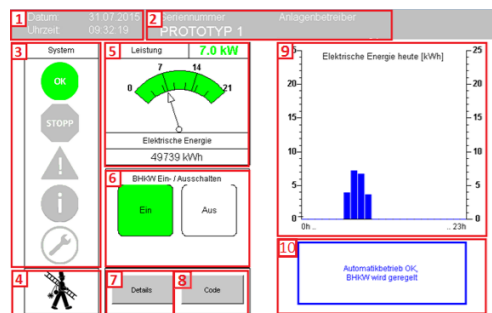 1 Datum: 31.07.2015
Uhrzeit: 09:32:19
2 Seriennummer Anlagenbetreiber
PROTOTYP 1
3 System
OK
STOPP
!
i
4
5 Leistung 7.0 kW
0 7 14 21
Elektrische Energie
49739 kWh
6 BHKW Ein- / Ausschalten
Ein Aus
7 Details
8 Code
9 Elektrische Energie heute [kWh]
25 25
20 20
15 15
10 10
5 5
0 0
0h .. .. 23h
10
Automatikbetrieb OK,
BHKW wird geregelt